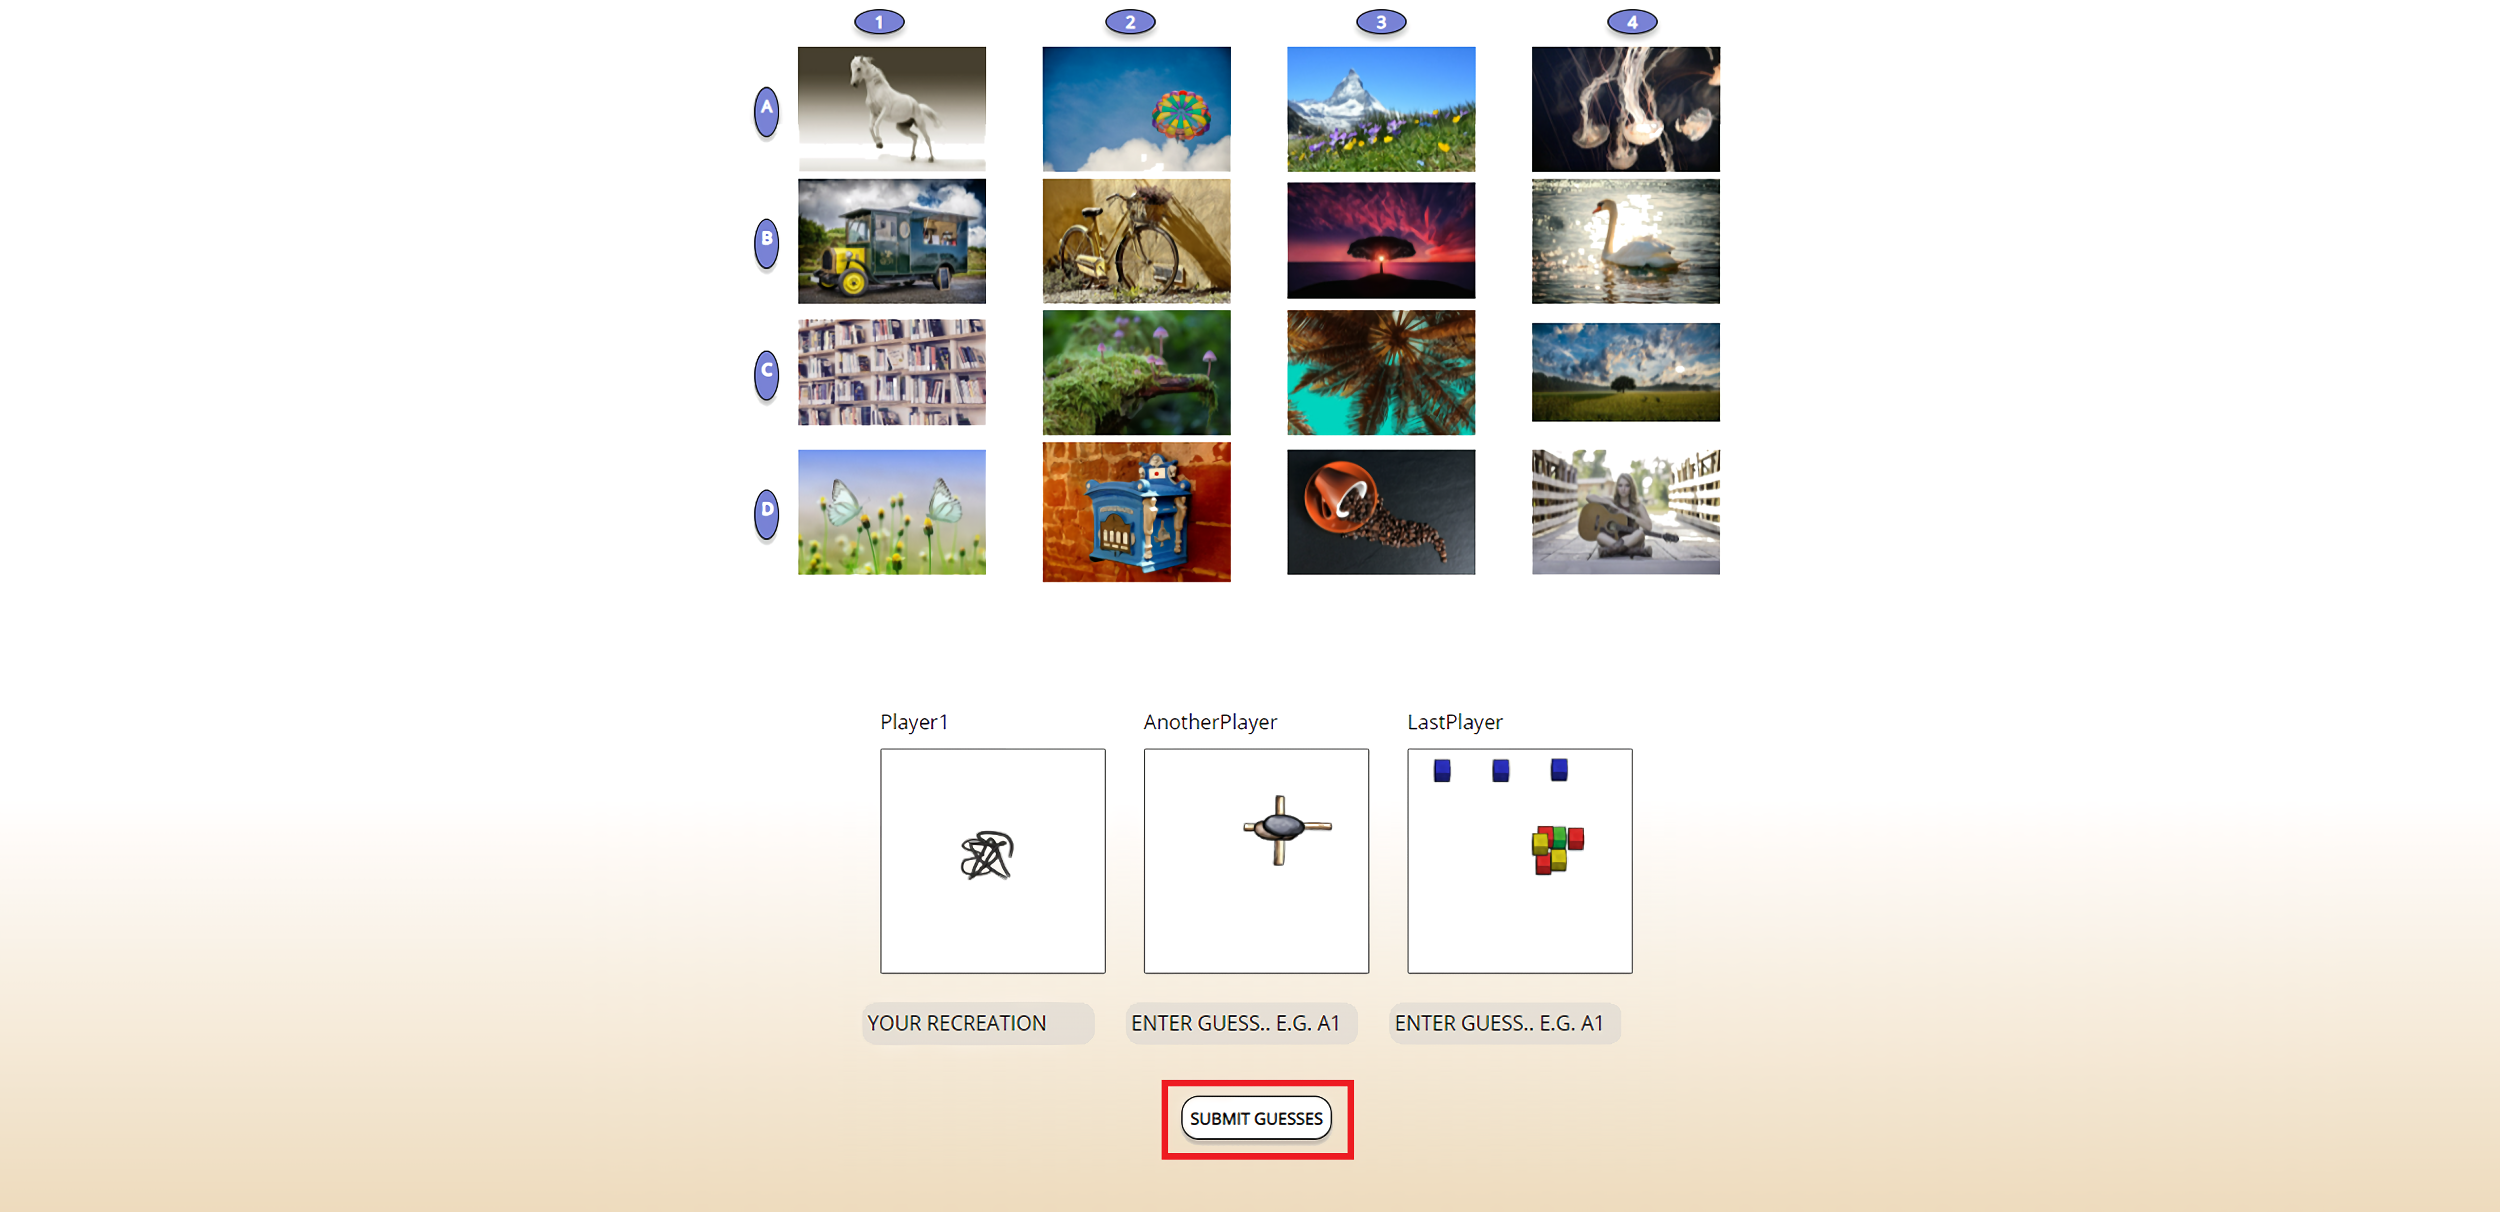 1 2 3 4
A
B
C
D
Player1 AnotherPlayer LastPlayer
YOUR RECREATION ENTER GUESS.. E.G. A1 ENTER GUESS.. E.G. A1
SUBMIT GUESSES